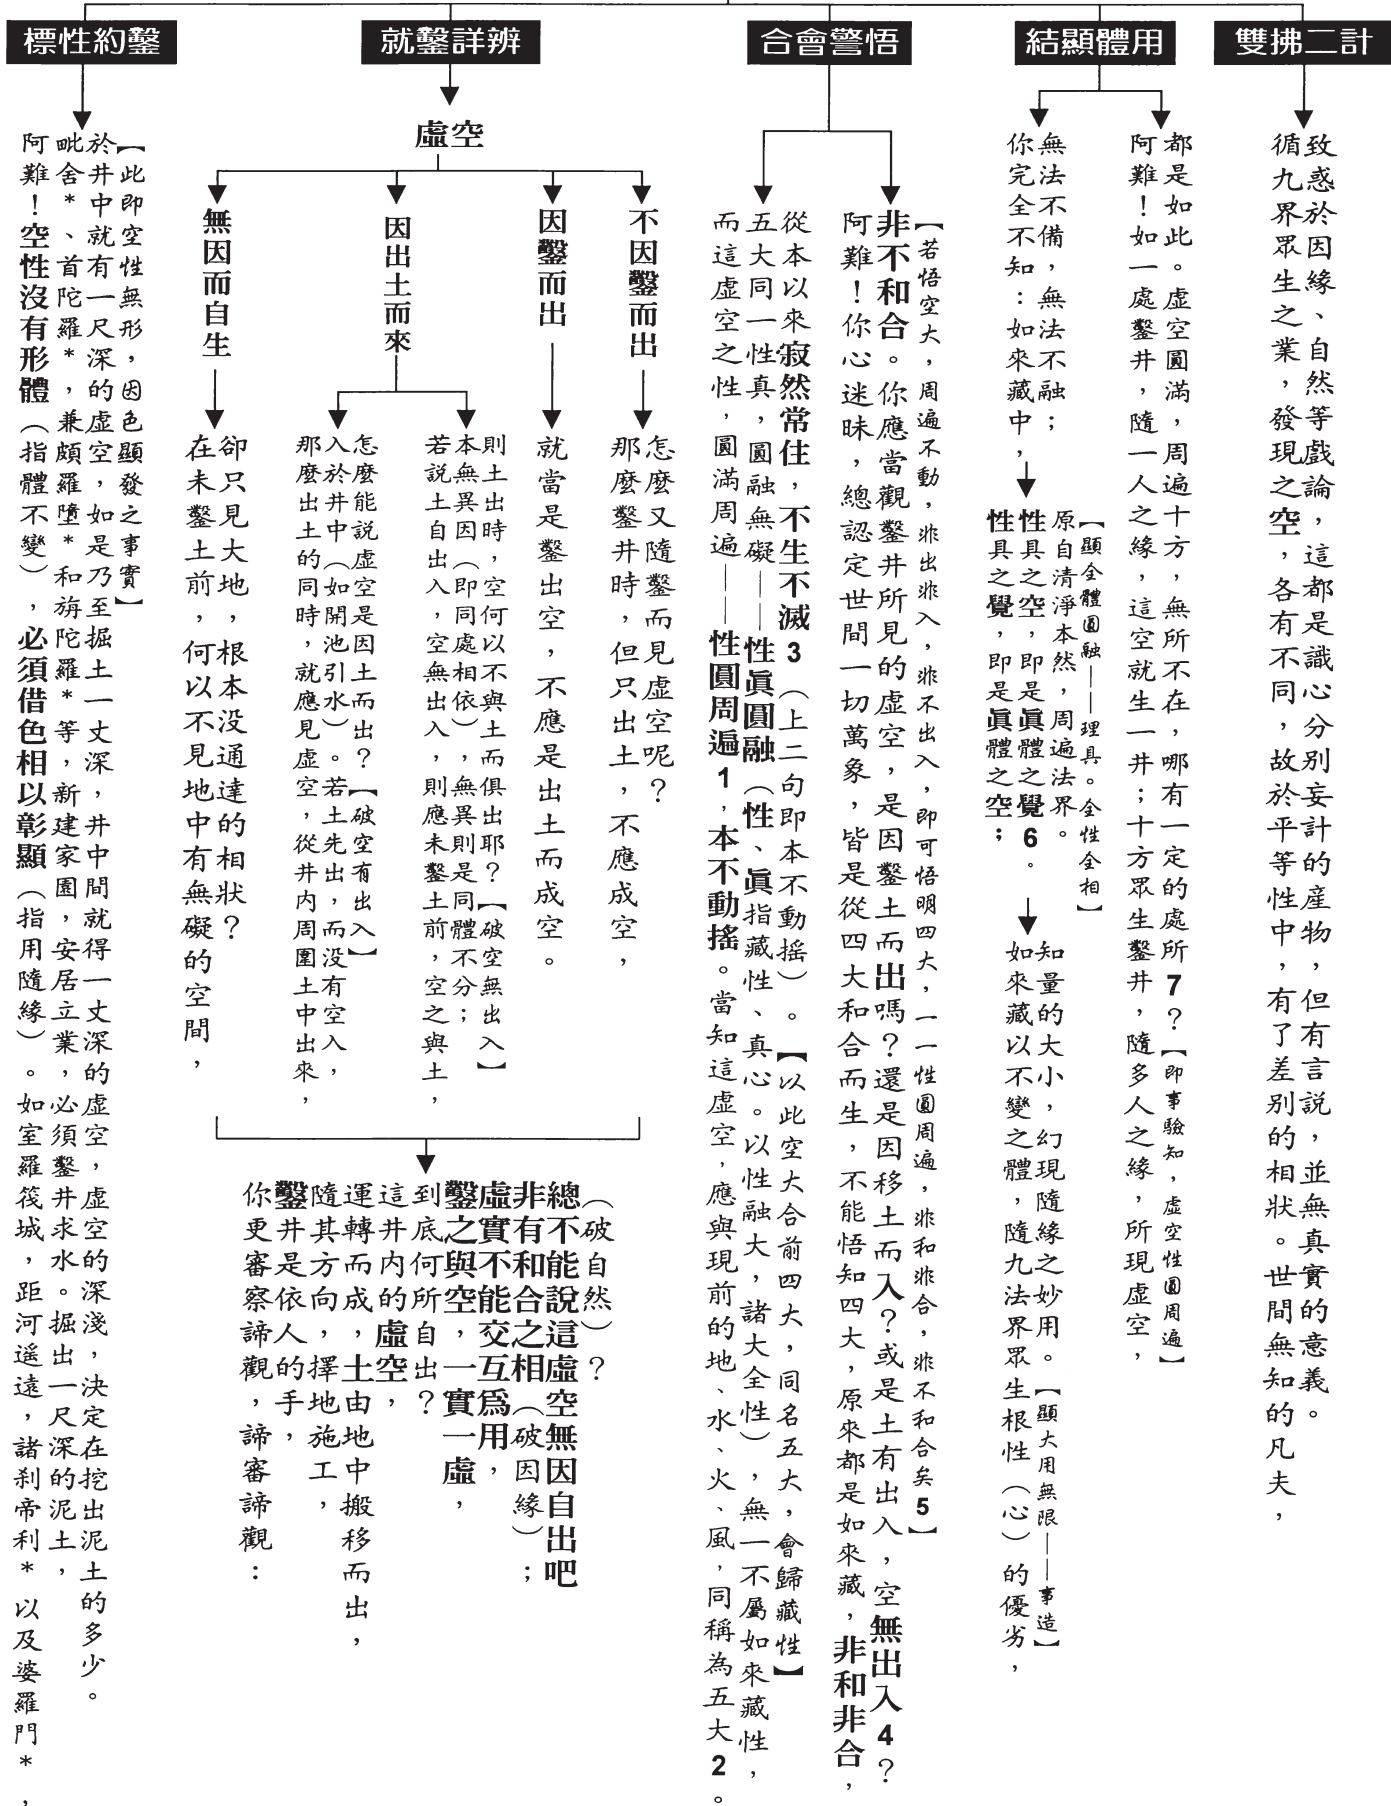 標性約鑿
阿難！空性沒有形體（指體不變），必須借色相以彰顯（指用隨緣）。如室羅筏城，距河遙遠，諸剎帝利*以及婆羅門*，
毗舍*、首陀羅*，兼頗羅墮*和旃陀羅*等，新建家園，安居立業，必須鑿井求水。掘出一尺深的泥土，
於井中就有一尺深的虛空，如是乃至掘土一丈深，井中間就得一丈深的虛空，虛空的深淺，決定在挖出泥土的多少。
【此即空性無形，因色顯發之事實】
就鑿詳辨
虛空
無因而自生
在未鑿土前，何以不見地中有無礙的空間，
卻只見大地，根本没通達的相狀？
因出土而來
那麼出土的同時，就應見虛空，從井內周圍土中出來，
入於井中（如開池引水）。若土先出，而没有空入，
怎麼能說虛空是因土而出？【破空有出入】
若説土自出入，空無出入，則應未鑿土前，空之與土，
本無異因（即同處相依），無異則是同體不分；
則土出時，空何以不與土而俱出耶？【破空無出入】
因鑿而出
就當是鑿出空，不應是出土而成空。
不因鑿而出
那麼鑿井時，但只出土，不應成空，
怎麼又隨鑿而見虛空呢？
你更審察諦觀，諦審諦觀：
鑿井是依人的手，
隨其方向，擇地施工，
運轉而成，土由地中搬移而出，
這井內的虛空，
到底何所自出？
鑿之與空，一實一虛，
虛實不能交互爲用，
非有和合之相（破因緣）；
總不能說這虛空無因自出吧
（破自然）？
合會警悟
而這虛空之性，圓滿周遍——性圓周遍1，本不動搖。當知這虛空，應與現前的地、水、火、風，同稱為五大2。
五大同一性真，圓融無礙——性眞圓融（性、眞指藏性、真心。以性融大，諸大全性），無一不屬如來藏性，
從本以來寂然常住，不生不滅3（上二句即本不動搖）。【以此空大合前四大，同名五大，會歸藏性】
阿難！你心迷昧，總認定世間一切萬象，皆是從四大和合而生，不能悟知四大，原來都是如來藏，非和非合，
非不和合。你應當觀鑿井所見的虛空，是因鑿土而出嗎？還是因移土而入？或是土有出入，空無出入4？
【若悟空大，周遍不動，非出非入，非不出入，即可悟明四大，一一性圓周遍，非和非合，非不和合矣5】
結顯體用
你完全不知：如來藏中，
無法不備，無法不融；
性具之覺，即是眞體之空；
性具之空，即是眞體之覺6。
原自清淨本然，周遍法界。
【顯全體圓融——理具。全性全相】
如來藏以不變之體，隨九法界眾生根性（心）的優劣，
知量的大小，幻現隨緣之妙用。【顯大用無限——事造】
阿難！如一處鑿井，隨一人之緣，這空就生一井；十方眾生鑿井，隨多人之緣，所現虛空，
都是如此。虛空圓滿，周遍十方，無所不在，哪有一定的處所7？【即事驗知，虛空性圓周遍】
雙拂二計
循九界眾生之業，發現之空，各有不同，故於平等性中，有了差别的相狀。世間無知的凡夫，
致惑於因緣、自然等戲論，這都是識心分别妄計的産物，但有言説，並無真實的意義。